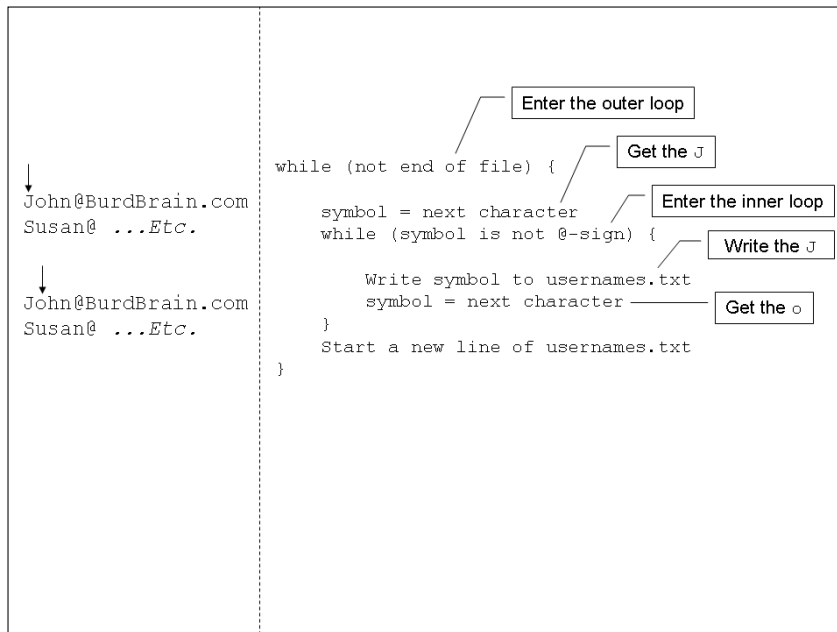 John@BurdBrain.com
Susan@ ...Etc.
John@BurdBrain.com
Susan@ ...Etc.
Enter the outer loop
while (not end of file) {
Get the J
symbol = next character
Enter the inner loop
while (symbol is not @-sign) {
Write the J
Write symbol to usernames.txt
symbol = next character
Get the o
}
Start a new line of usernames.txt
}